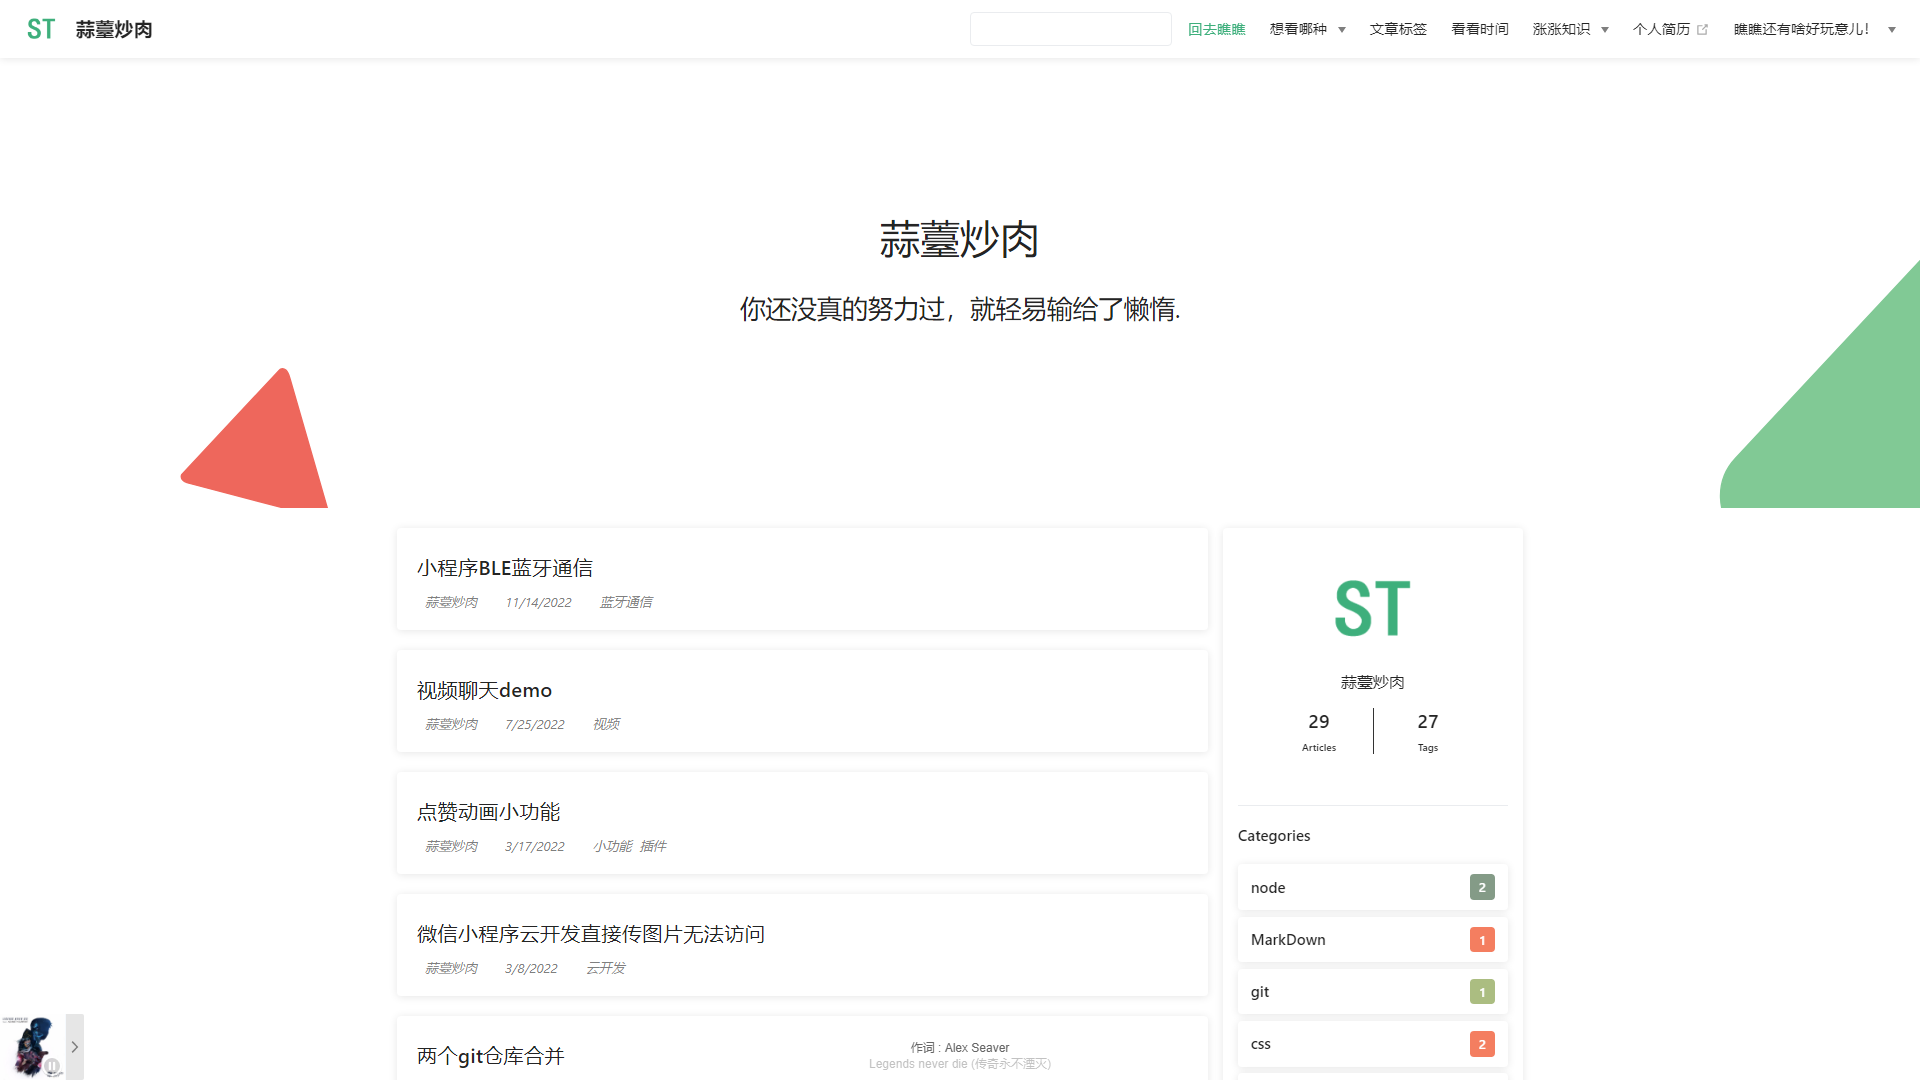 ST 蒜薹炒肉 回去瞧瞧 想看哪种 文章标签 看看时间 涨涨知识 个人简历 瞧瞧还有啥好玩意儿!
蒜薹炒肉
你还没真的努力过，就轻易输给了懒惰.
小程序BLE蓝牙通信
蒜薹炒肉 11/14/2022 蓝牙通信
视频聊天demo
蒜薹炒肉 7/25/2022 视频
点赞动画小功能
蒜薹炒肉 3/17/2022 小功能 插件
微信小程序云开发直接传图片无法访问
蒜薹炒肉 3/8/2022 云开发
两个git仓库合并
ST
蒜薹炒肉
29 27
Articles Tags
Categories
node 2
MarkDown 1
git 1
css 2
作词 : Alex Seaver
Legends never die (传奇永不湮灭)